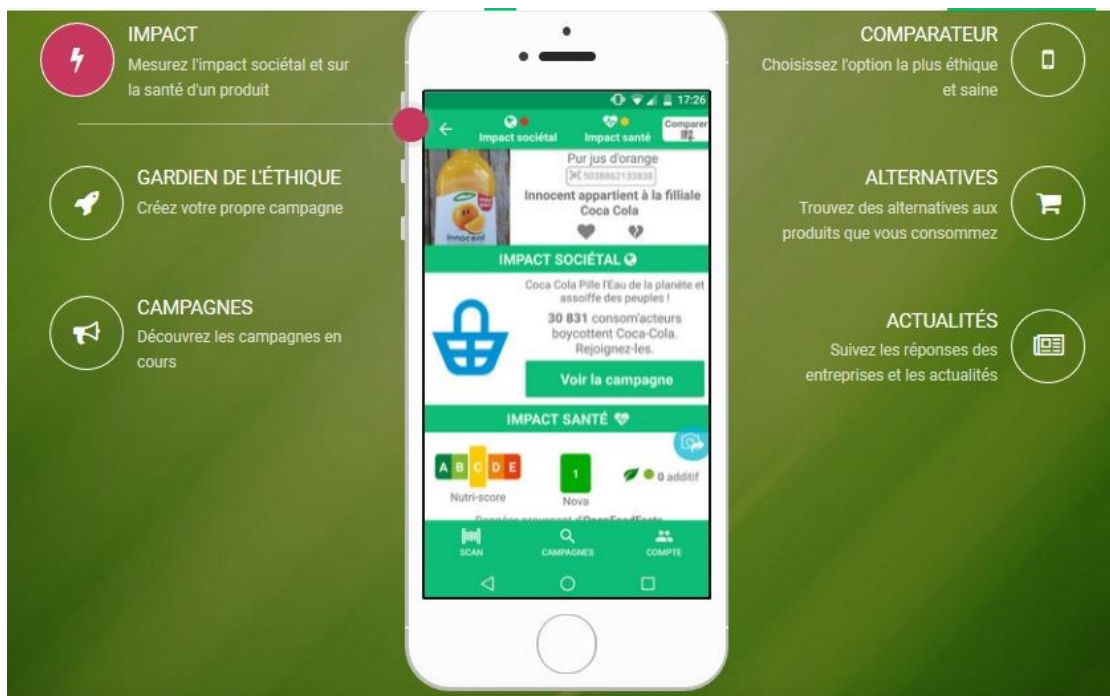 IMPACT
Mesurez l'impact sociétal et sur
la santé d'un produit
GARDIEN DE L'ÉTHIQUE
Créez votre propre campagne
CAMPAGNES
Découvrez les campagnes en
cours
17:26
Impact sociétal
Impact santé
Comparer
innocent
Pur jus d'orange
5038862133838
Innocent appartient à la filliale
Coca Cola
IMPACT SOCIÉTAL
Coca Cola Pille l'Eau de la planète et
assoiffe des peuples !
30 831 consom'acteurs
boycottent Coca-Cola.
Rejoignez-les.
Voir la campagne
IMPACT SANTÉ
A B C D E
Nutri-score
1
Nova
0 additif
Données proviennent d'OpenFoodFacts
SCAN
CAMPAGNES
COMPTE
COMPARATEUR
Choisissez l'option la plus éthique
et saine
ALTERNATIVES
Trouvez des alternatives aux
produits que vous consommez
ACTUALITÉS
Suivez les réponses des
entreprises et les actualités